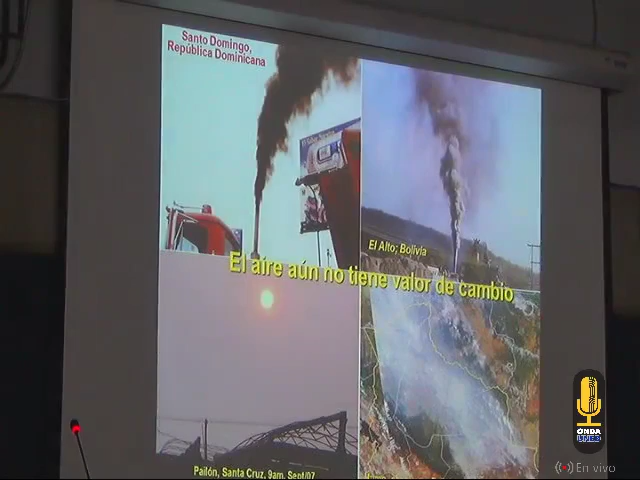 Santo Domingo,
República Dominicana
El Alto; Bolivia
El aire aún no tiene valor de cambio
Pailón, Santa Cruz, 9am, Sept/07
ONDA
En vivo